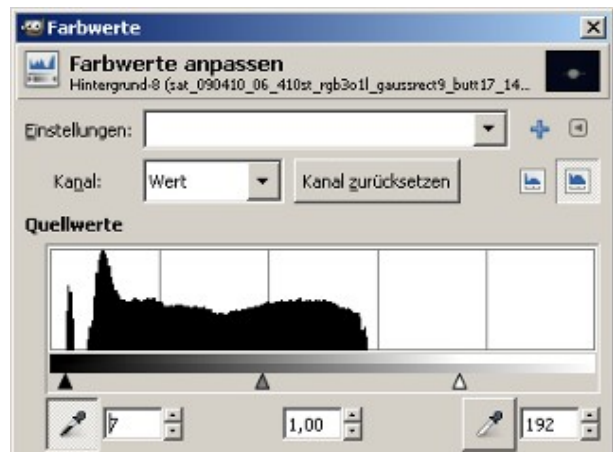 Farbwerte
Farbwerte anpassen
Hintergrund-8 (sat_090410_06_410st_rgb3o1l_gaussrect9_butt17_14...
Einstellungen:
Kanal: Wert Kanal zurücksetzen
Quellwerte
7 1,00 192